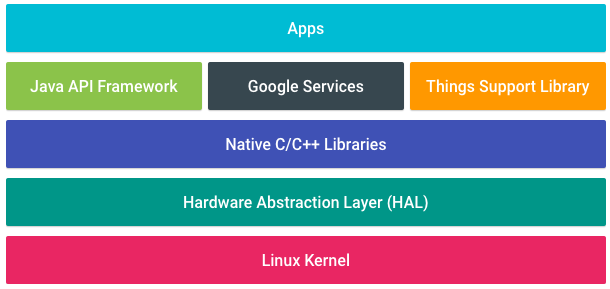 Apps
Java API Framework
Google Services
Things Support Library
Native C/C++ Libraries
Hardware Abstraction Layer (HAL)
Linux Kernel